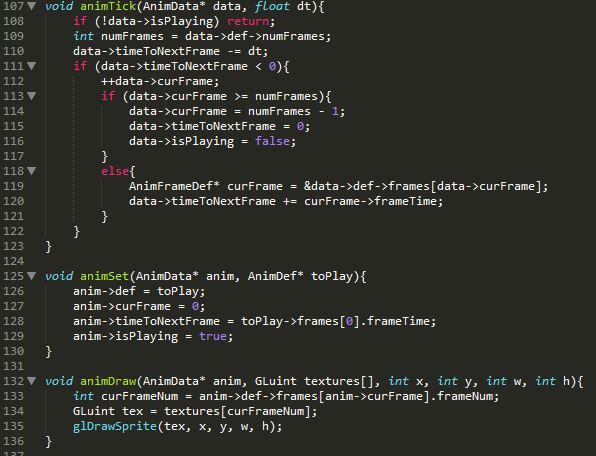 107 void animTick(AnimData* data, float dt){
108     if (!data->isPlaying) return;
109     int numFrames = data->def->numFrames;
110     data->timeToNextFrame -= dt;
111     if (data->timeToNextFrame < 0){
112         ++data->curFrame;
113         if (data->curFrame >= numFrames){
114             data->curFrame = numFrames - 1;
115             data->timeToNextFrame = 0;
116             data->isPlaying = false;
117         }
118         else{
119             AnimFrameDef* curFrame = &data->def->frames[data->curFrame];
120             data->timeToNextFrame += curFrame->frameTime;
121         }
122     }
123 }
124
125 void animSet(AnimData* anim, AnimDef* toPlay){
126     anim->def = toPlay;
127     anim->curFrame = 0;
128     anim->timeToNextFrame = toPlay->frames[0].frameTime;
129     anim->isPlaying = true;
130 }
131
132 void animDraw(AnimData* anim, GLuint textures[], int x, int y, int w, int h){
133     int curFrameNum = anim->def->frames[anim->curFrame].frameNum;
134     GLuint tex = textures[curFrameNum];
135     glDrawSprite(tex, x, y, w, h);
136 }
137